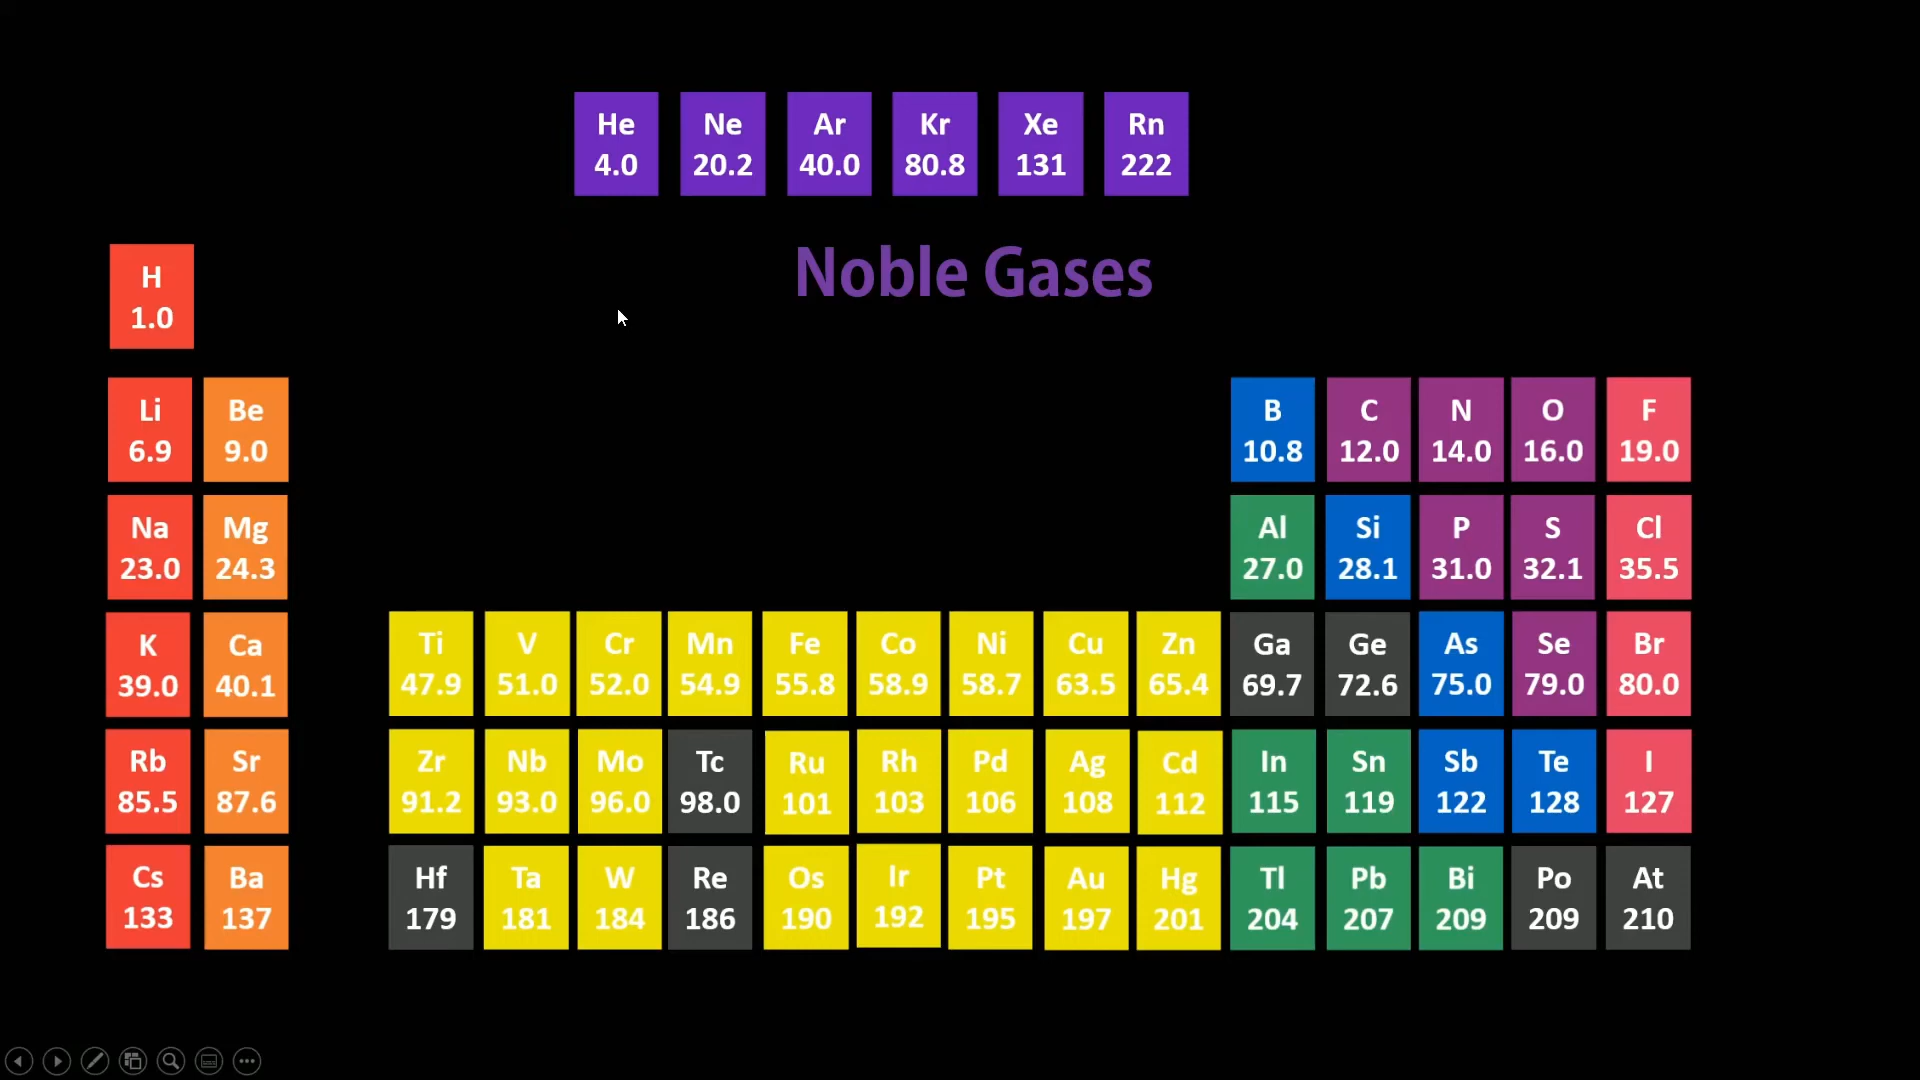 He Ne Ar Kr Xe Rn
4.0 20.2 40.0 80.8 131 222
Noble Gases
H
1.0
Li Be B C N O F
6.9 9.0 10.8 12.0 14.0 16.0 19.0
Na Mg Al Si P S Cl
23.0 24.3 27.0 28.1 31.0 32.1 35.5
K Ca Ti V Cr Mn Fe Co Ni Cu Zn Ga Ge As Se Br
39.0 40.1 47.9 51.0 52.0 54.9 55.8 58.9 58.7 63.5 65.4 69.7 72.6 75.0 79.0 80.0
Rb Sr Zr Nb Mo Tc Ru Rh Pd Ag Cd In Sn Sb Te I
85.5 87.6 91.2 93.0 96.0 98.0 101 103 106 108 112 115 119 122 128 127
Cs Ba Hf Ta W Re Os Ir Pt Au Hg Tl Pb Bi Po At
133 137 179 181 184 186 190 192 195 197 201 204 207 209 209 210